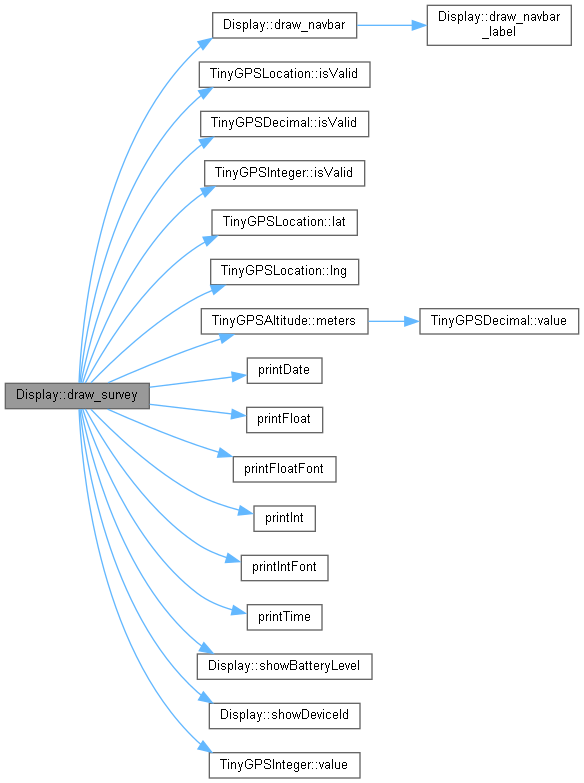 Display::draw_navbar
Display::draw_navbar
_label
TinyGPSLocation::isValid
TinyGPSDecimal::isValid
TinyGPSInteger::isValid
TinyGPSLocation::lat
TinyGPSLocation::lng
TinyGPSAltitude::meters
TinyGPSDecimal::value
printDate
Display::draw_survey
printFloat
printFloatFont
printInt
printIntFont
printTime
Display::showBatteryLevel
Display::showDeviceId
TinyGPSInteger::value